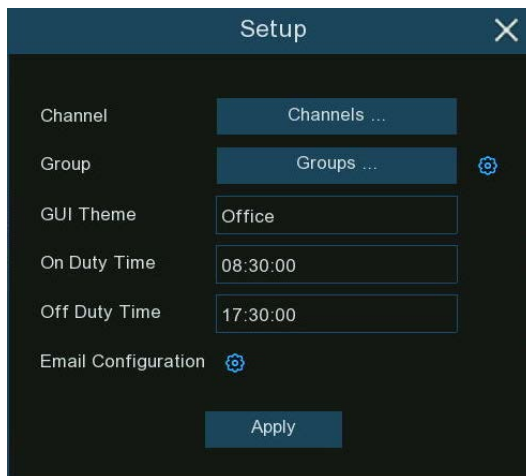 Setup
Channel Channels ...
Group Groups ...
GUI Theme Office
On Duty Time 08:30:00
Off Duty Time 17:30:00
Email Configuration
Apply